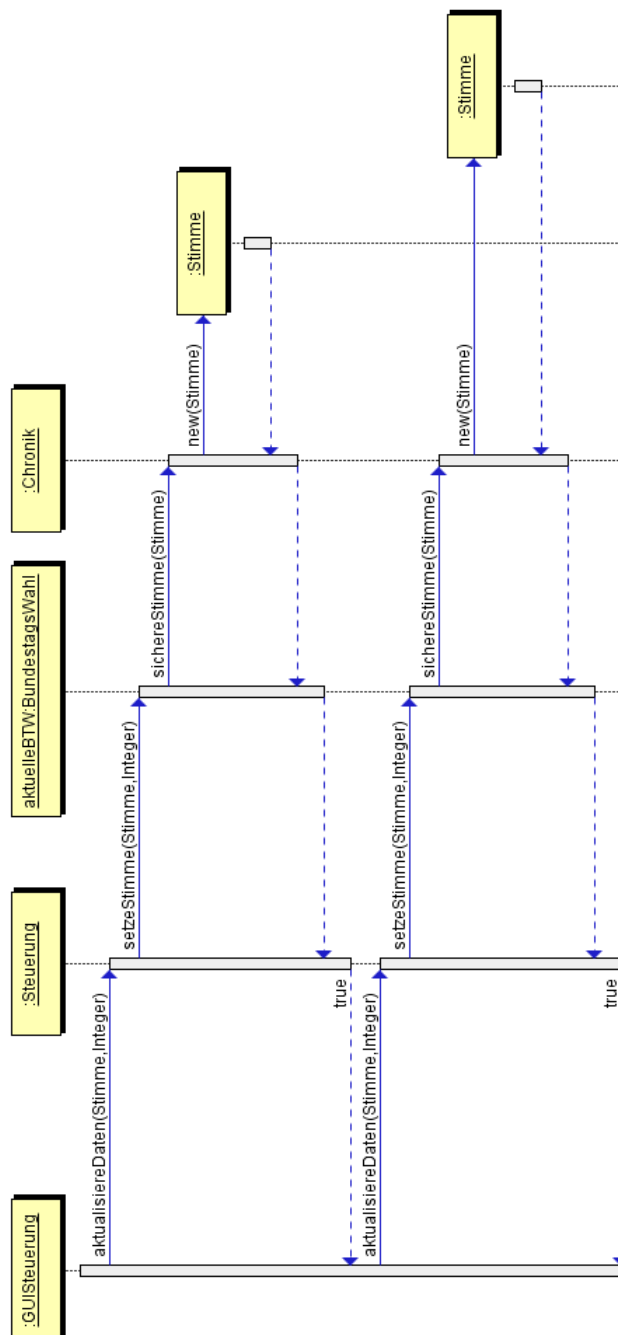 :GUISteuerung
:Steuerung
aktuelleBTW:BundestagsWahl
:Chronik
:Stimme
:Stimme
aktualisiereDaten(Stimme,Integer)
setzeStimme(Stimme,Integer)
sichereStimme(Stimme)
new(Stimme)
true
aktualisiereDaten(Stimme,Integer)
setzeStimme(Stimme,Integer)
sichereStimme(Stimme)
new(Stimme)
true